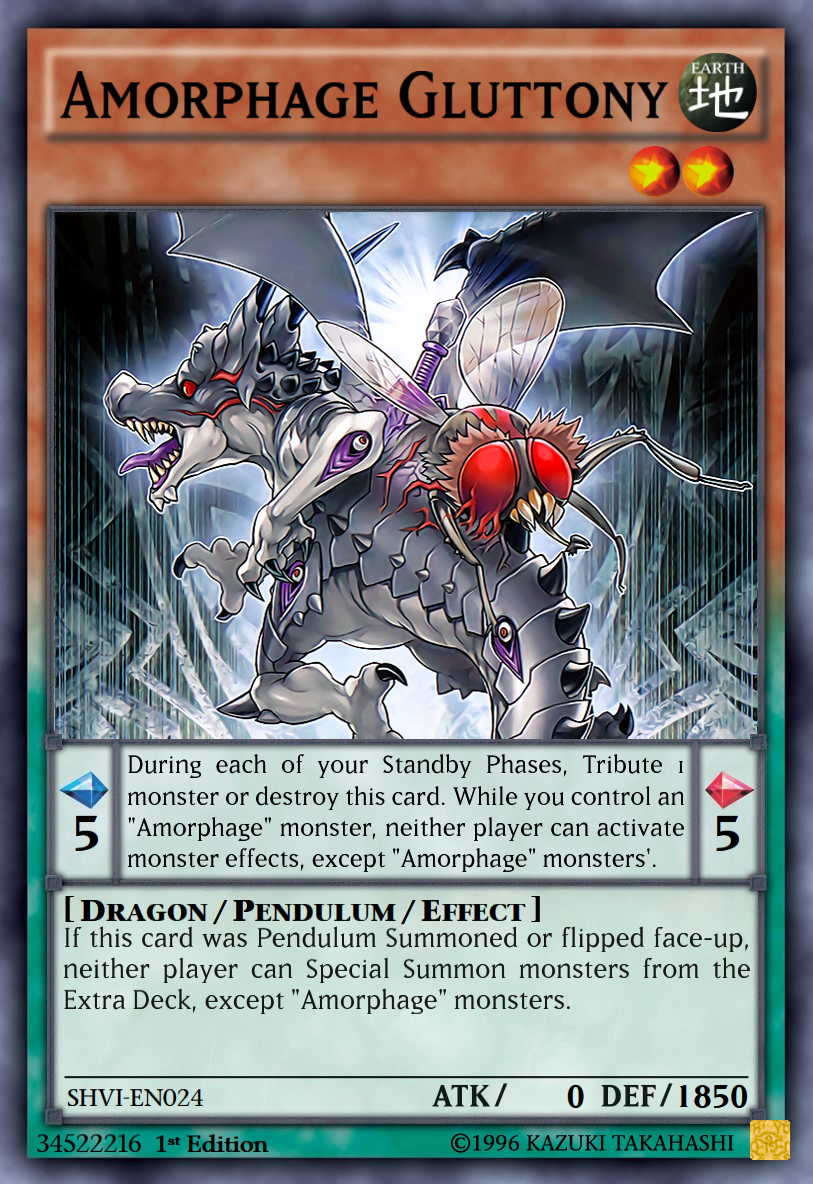 AMORPHAGE GLUTTONY
EARTH
地
During each of your Standby Phases, Tribute 1
monster or destroy this card. While you control an
"Amorphage" monster, neither player can activate
monster effects, except "Amorphage" monsters'.
5
5
[ DRAGON / PENDULUM / EFFECT ]
If this card was Pendulum Summoned or flipped face-up,
neither player can Special Summon monsters from the
Extra Deck, except "Amorphage" monsters.
SHVI-EN024 ATK/ 0 DEF/1850
34522216 1st Edition ©1996 KAZUKI TAKAHASHI